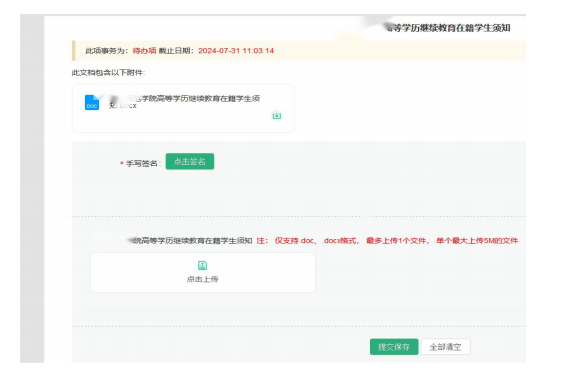 等学历继续教育在籍学生须知
此项事务为：待办项 截止日期：2024-07-31 11:03:14
此文档包含以下附件：
学院高等学历继续教育在籍学生须
DOC
知.docx
* 手写签名： 点击签名
院高等学历继续教育在籍学生须知 注： 仅支持.doc、.docx格式， 最多上传1个文件， 单个最大上传5M的文件
点击上传
提交保存 全部清空